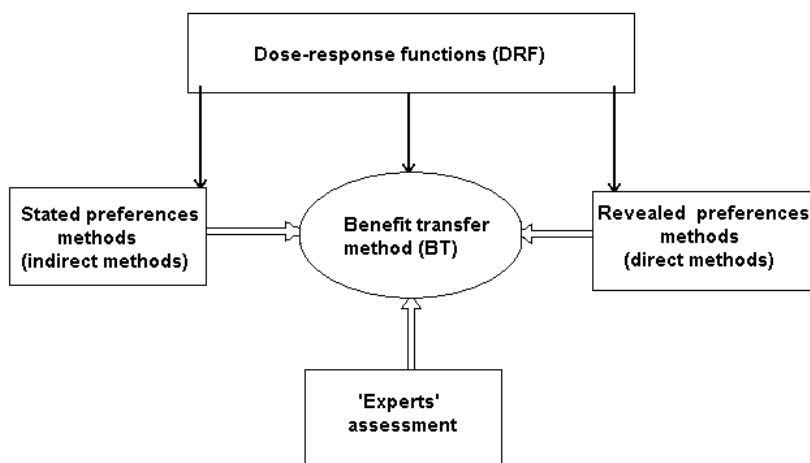 Dose-response functions (DRF)
Stated preferences
methods
(indirect methods)
Benefit transfer
method (BT)
Revealed preferences
methods
(direct methods)
'Experts'
assessment